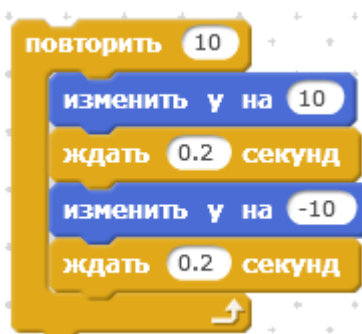 повторить 10
изменить y на 10
ждать 0.2 секунд
изменить y на -10
ждать 0.2 секунд